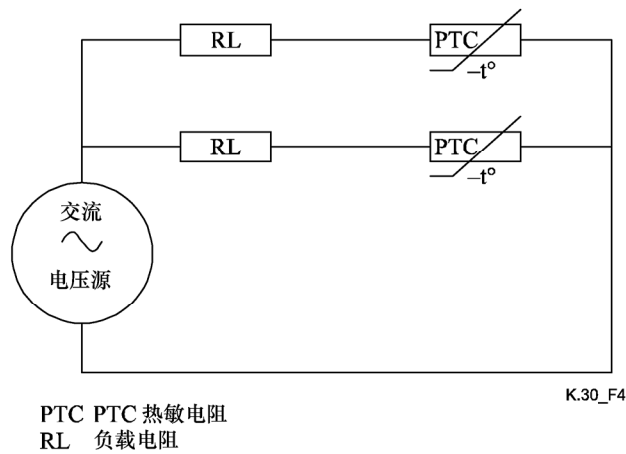 RL PTC
–t°
RL PTC
–t°
交流
电压源
K.30_F4
PTC PTC 热敏电阻
RL 负载电阻